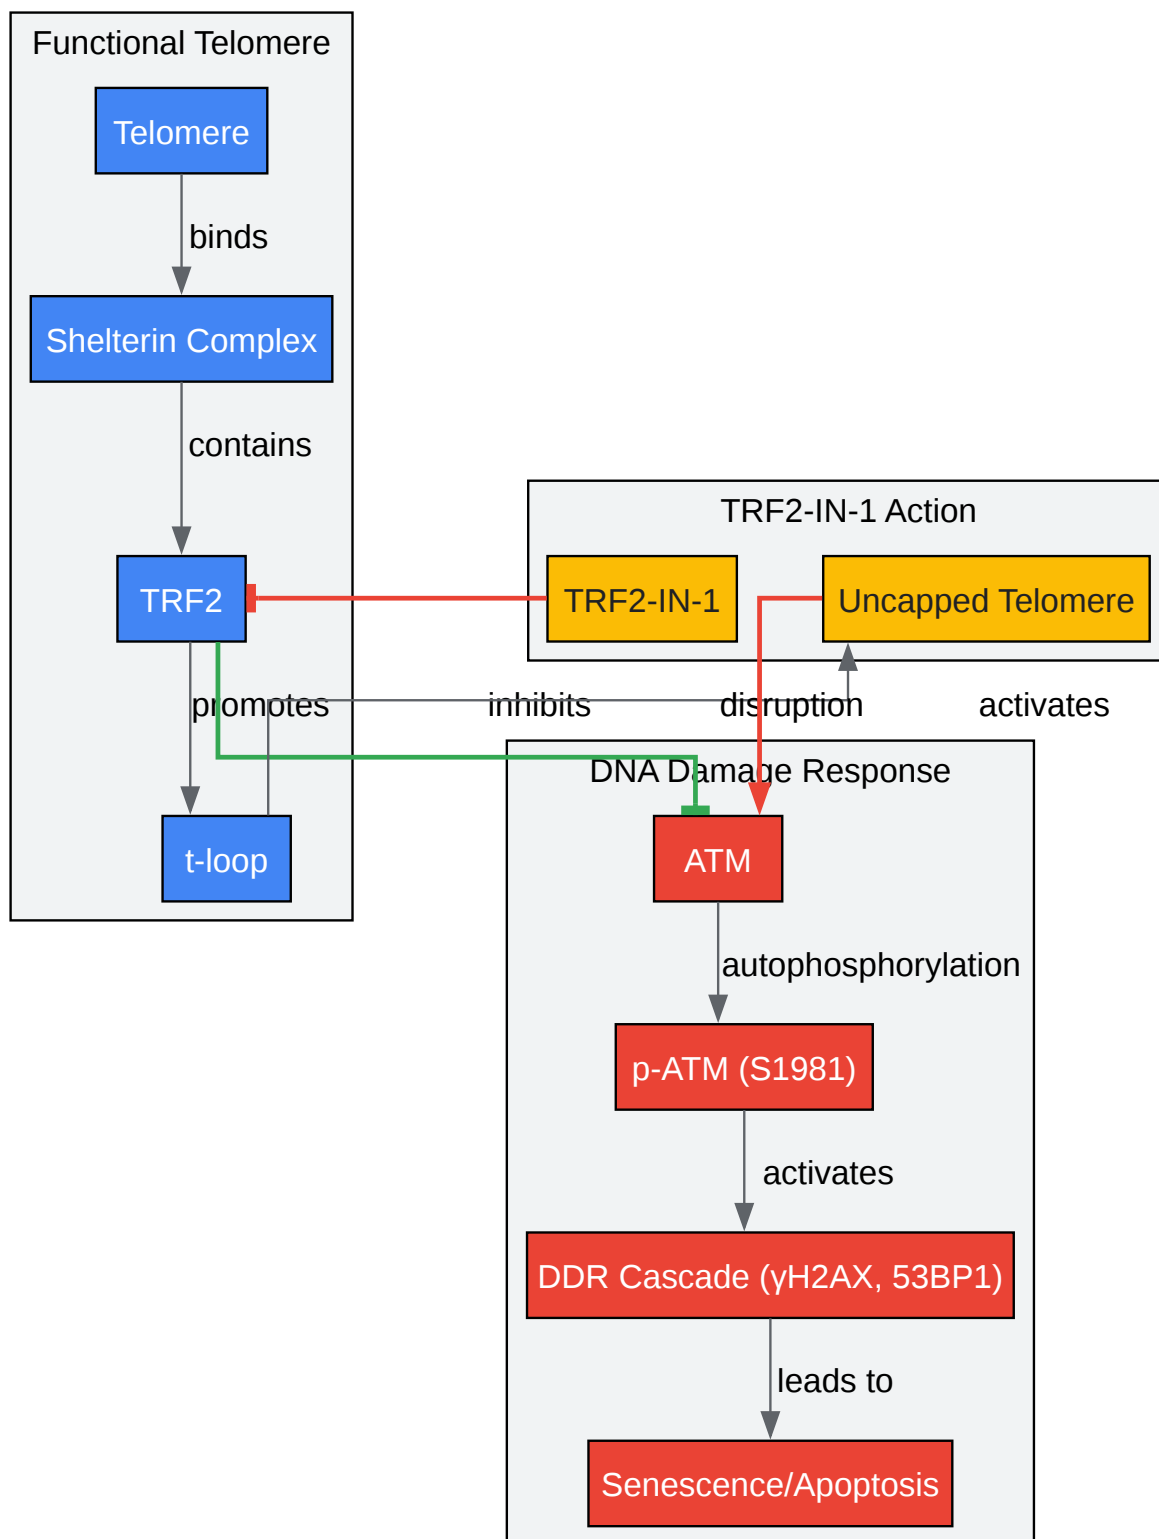 Functional Telomere
Telomere
binds
Shelterin Complex
contains
TRF2-IN-1 Action
TRF2
TRF2-IN-1
Uncapped Telomere
promotes
inhibits
disruption
activates
DNA Damage Response
t-loop
ATM
autophosphorylation
p-ATM (S1981)
activates
DDR Cascade (γH2AX, 53BP1)
leads to
Senescence/Apoptosis